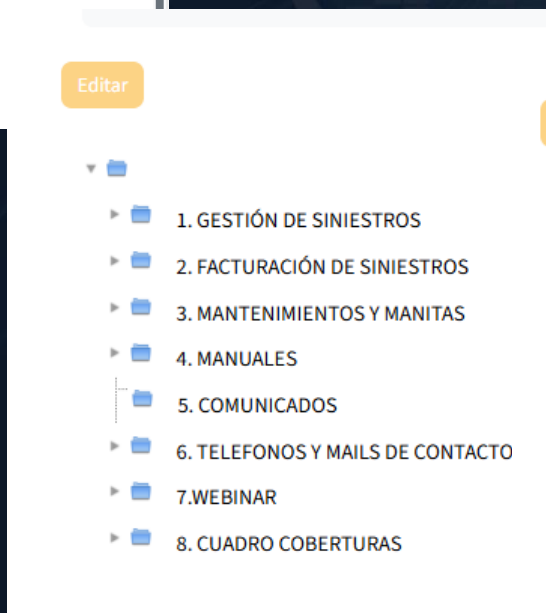 Editar
1. GESTIÓN DE SINIESTROS
2. FACTURACIÓN DE SINIESTROS
3. MANTENIMIENTOS Y MANITAS
4. MANUALES
5. COMUNICADOS
6. TELEFONOS Y MAILS DE CONTACTO
7.WEBINAR
8. CUADRO COBERTURAS